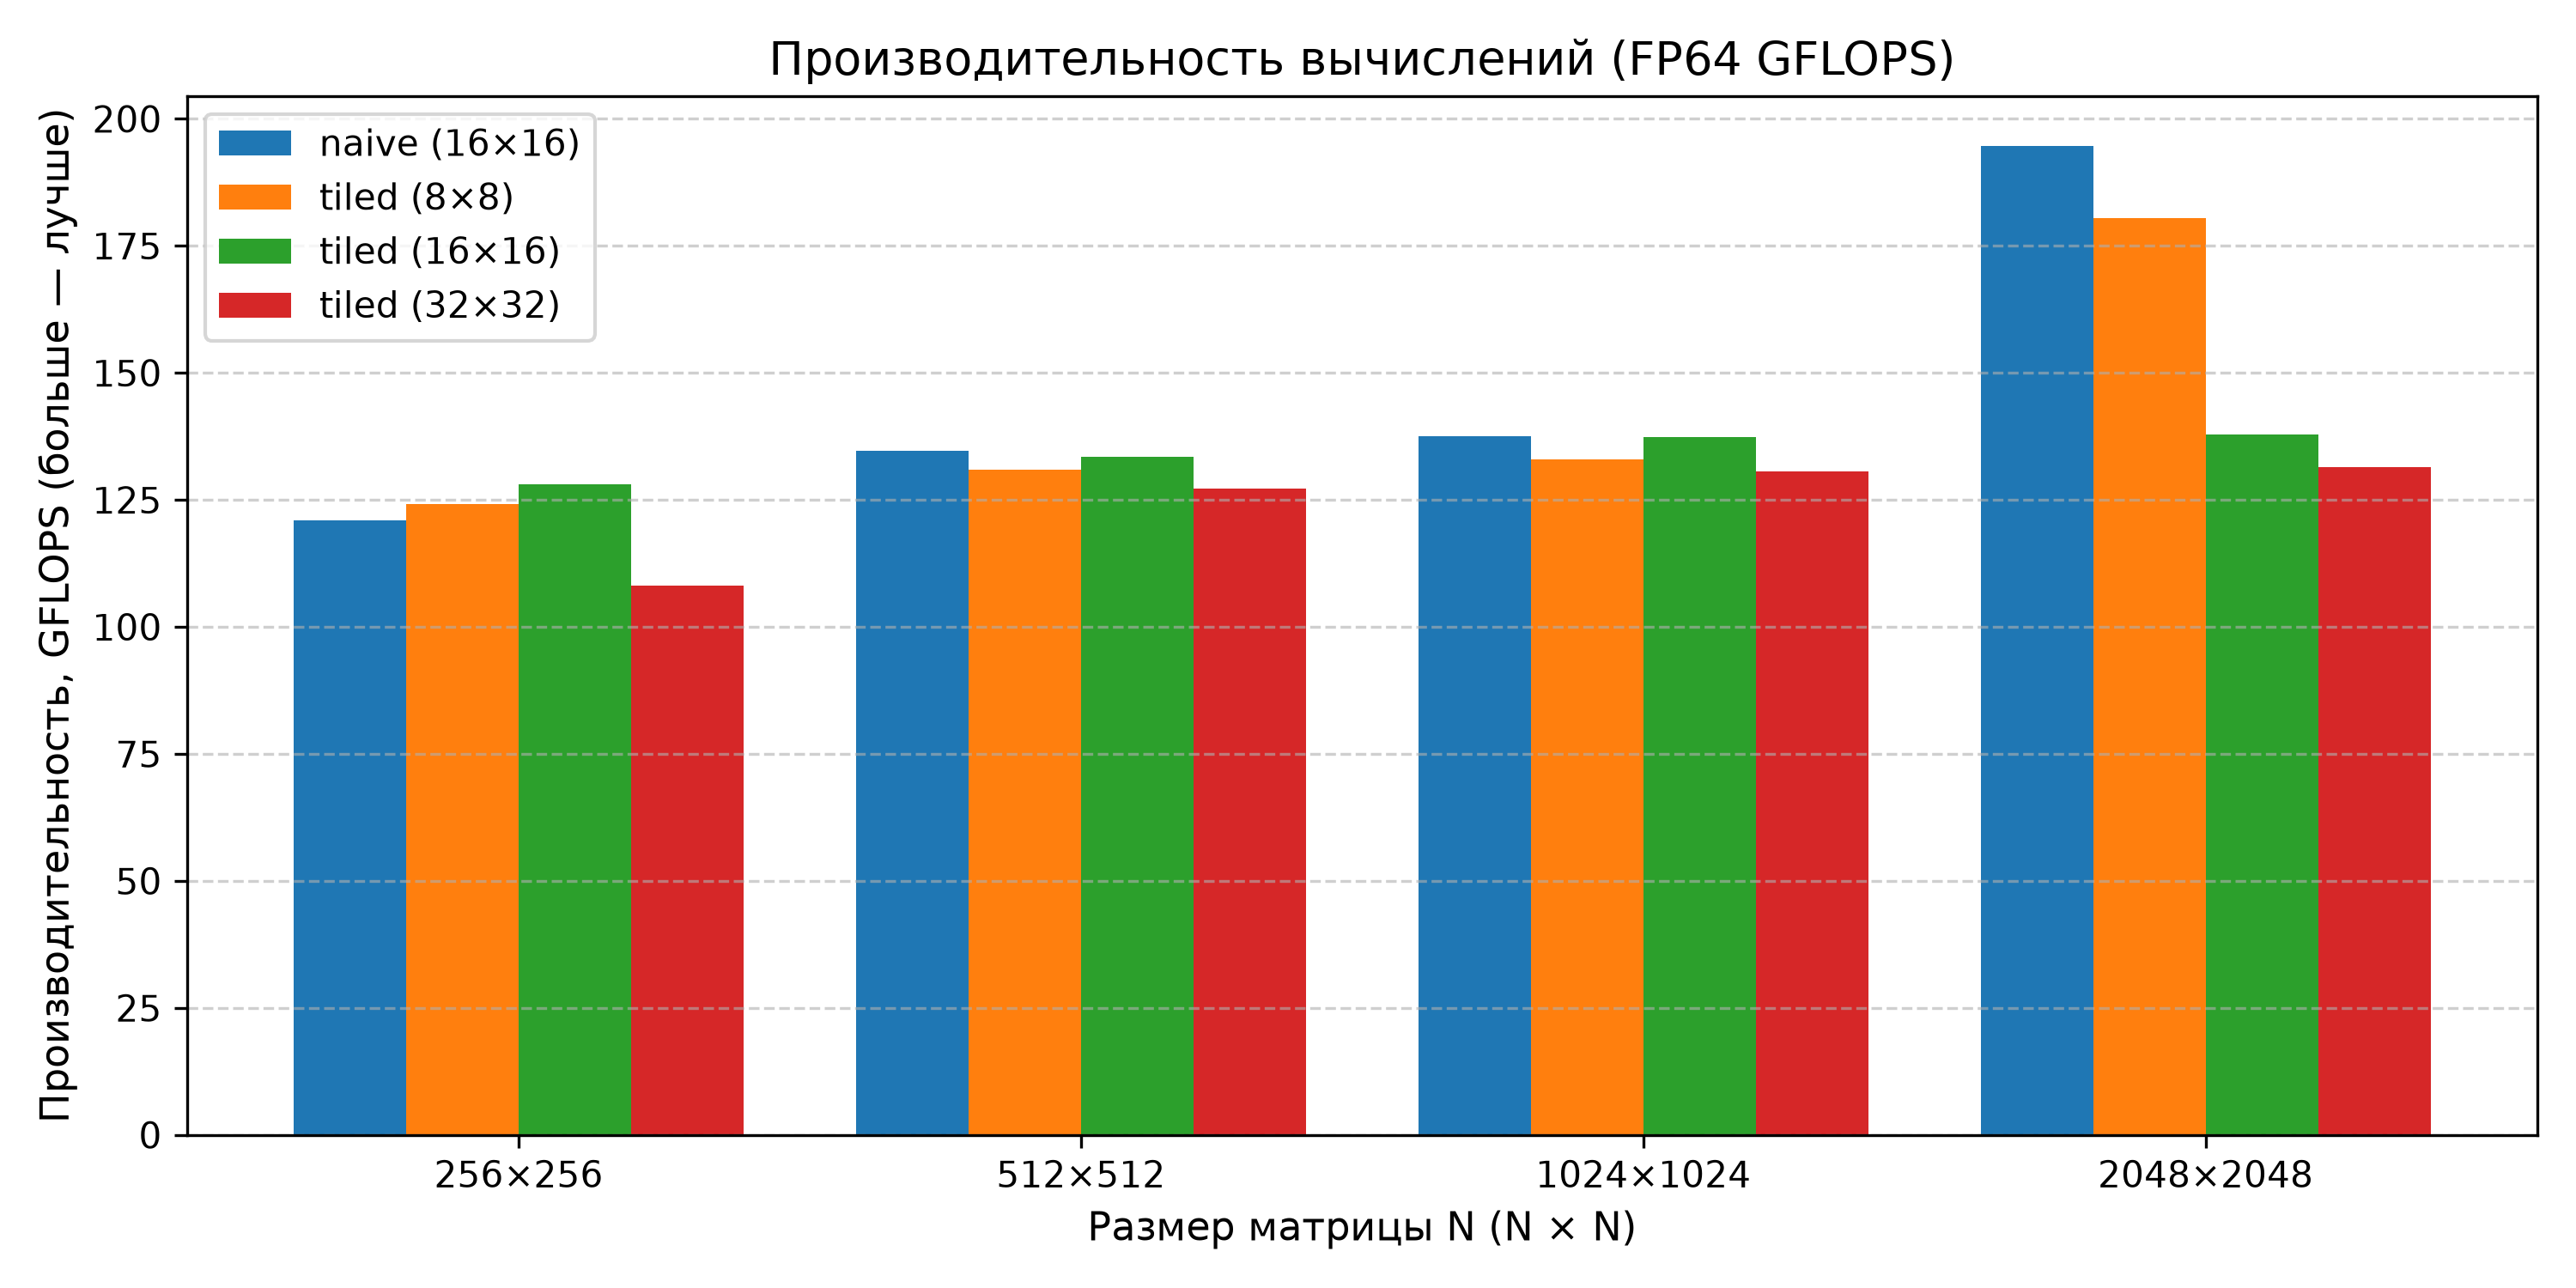 Производительность вычислений (FP64 GFLOPS)
Производительность, GFLOPS (больше — лучше)
200
175
150
125
100
75
50
25
0
naive (16×16)
tiled (8×8)
tiled (16×16)
tiled (32×32)
256×256
512×512
1024×1024
2048×2048
Размер матрицы N (N × N)